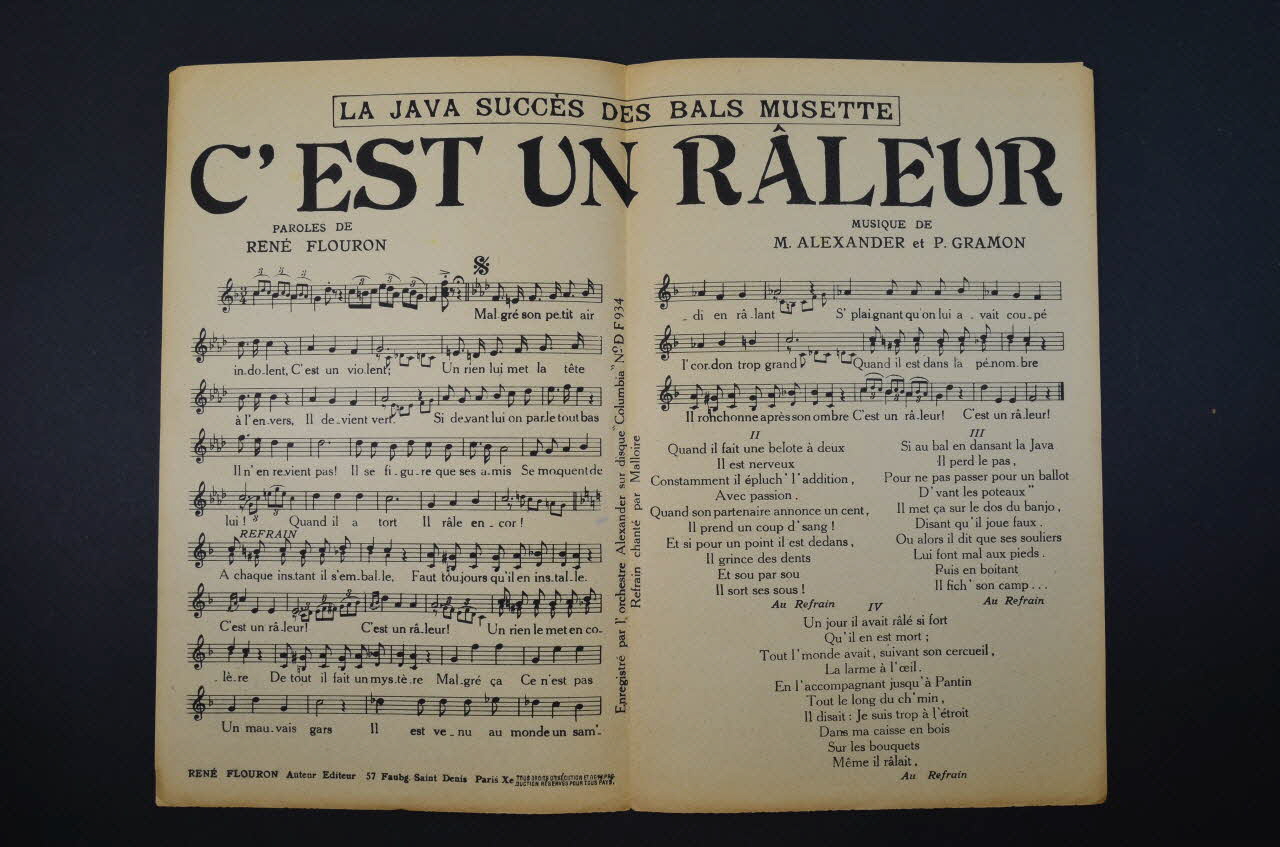 LA JAVA SUCCÈS DES BALS MUSETTE
C'EST UN RÂLEUR
PAROLES DE
RENÉ FLOURON
MUSIQUE DE
M. ALEXANDER et P. GRAMON
Mal-gré son pe-tit air
in-do-lent, C'est un vio-lent; Un rien lui met la tête
à l'en-vers, Il de-vient vert. Si de-vant lui on par-le tout bas
Il n'en re-vient pas! Il se fi-gu-re que ses a-mis Se mo-quent de
lui! Quand il a tort Il râle en-cor!
REFRAIN
A chaque ins-tant il s'em-bal-le, Faut toujours qu'il en ins-tal-le.
C'est un râ-leur! C'est un râ-leur! Un rien le met en co-
-lè-re De tout il fait un mys-tè-re Mal-gré ça Ce n'est pas
Un mau-vais gars Il est ve-nu au monde un sam'-
RENÉ FLOURON Auteur Editeur 57 Faubg. Saint Denis Paris Xe TOUS DROITS D'EXÉCUTION ET DE REPRO-
DUCTION RÉSERVÉS POUR TOUS PAYS.
Enregistré par l'orchestre Alexander sur disque "Columbia" No DF 934
Refrain chanté par Malloire
-di en râ-lant S' plaignant qu'on lui a-vait cou-pé
l' cor-don trop grand Quand il est dans la pé-nom-bre
Il ronchonne après son ombre C'est un râ-leur! C'est un râ-leur!
II
Quand il fait une belote à deux
Il est nerveux
Constamment il épluch' l'addition,
Avec passion.
Quand son partenaire annonce un cent,
Il prend un coup d' sang !
Et si pour un point il est dedans,
Il grince des dents
Et sou par sou
Il sort ses sous !
Au Refrain
III
Si au bal en dansant la Java
Il perd le pas,
Pour ne pas passer pour un ballot
D' vant les poteaux"
Il met ça sur le dos du banjo,
Disant qu'il joue faux.
Ou alors il dit que ses souliers
Lui font mal aux pieds.
Puis en boitant
Il fich' son camp...
Au Refrain
IV
Un jour il avait râlé si fort
Qu'il en est mort ;
Tout l'monde avait, suivant son cercueil,
La larme à l'œil.
En l'accompagnant jusqu'à Pantin
Tout le long du ch'min,
Il disait : Je suis trop à l'étroit
Dans ma caisse en bois
Sur les bouquets
Même il râlait,
Au Refrain